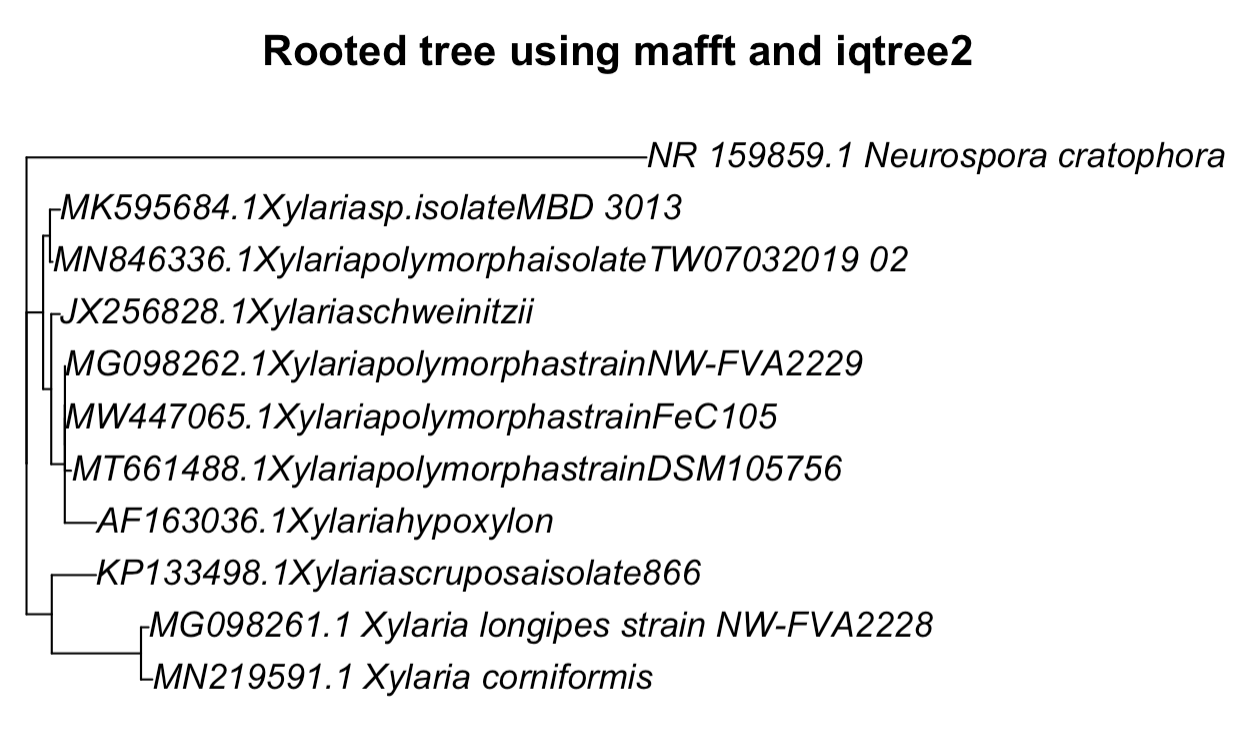 Rooted tree using mafft and iqtree2
NR 159859.1 Neurospora cratophora
MK595684.1Xylariasp.isolateMBD 3013
MN846336.1XylariapolymorphaisolateTW07032019 02
JX256828.1Xylariaschweinitzii
MG098262.1XylariapolymorphastrainNW-FVA2229
MW447065.1XylariapolymorphastrainFeC105
MT661488.1XylariapolymorphastrainDSM105756
AF163036.1Xylariahypoxylon
KP133498.1Xylariascruposaisolate866
MG098261.1 Xylaria longipes strain NW-FVA2228
MN219591.1 Xylaria corniformis